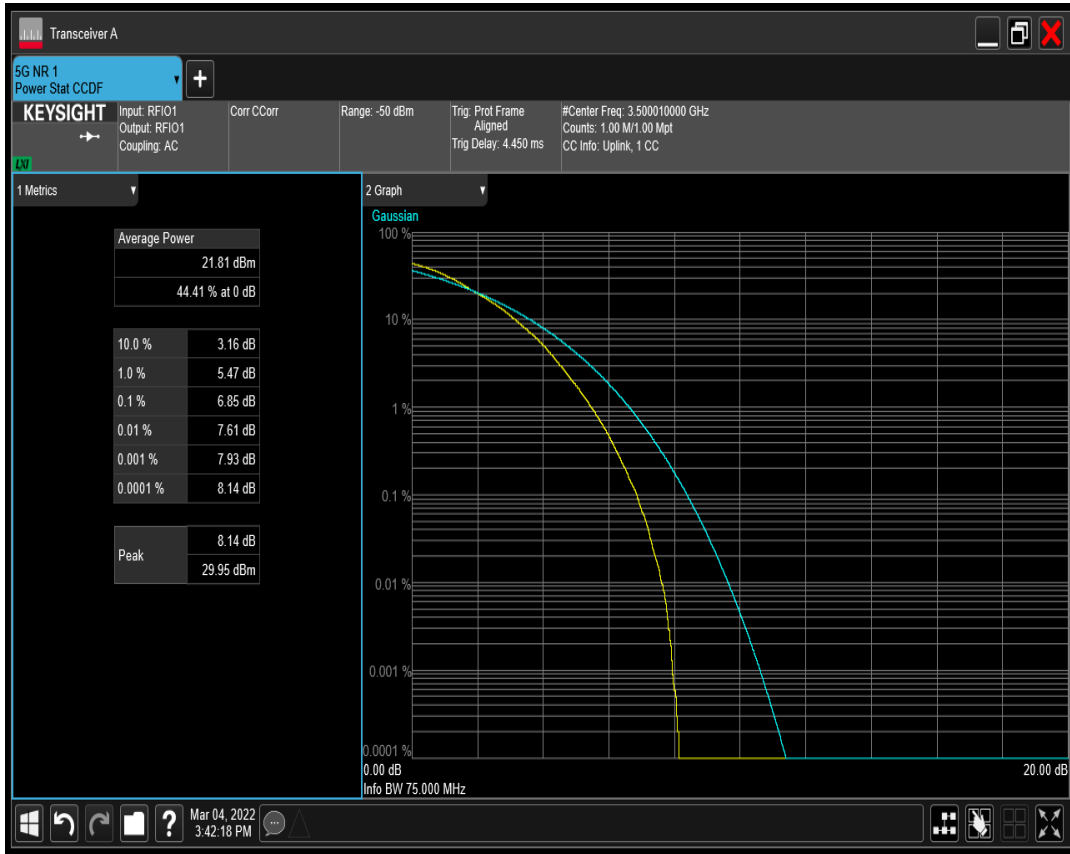 Transceiver A
5G NR 1
Power Stat CCDF
KEYSIGHT
LXI
Input: RFIO1
Output: RFIO1
Coupling: AC
Corr CCorr
Range: -50 dBm
Trig: Prot Frame
Aligned
Trig Delay: 4.450 ms
#Center Freq: 3.500010000 GHz
Counts: 1.00 M/1.00 Mpt
CC Info: Uplink, 1 CC
1 Metrics
Average Power
21.81 dBm
44.41 % at 0 dB
10.0 % 3.16 dB
1.0 % 5.47 dB
0.1 % 6.85 dB
0.01 % 7.61 dB
0.001 % 7.93 dB
0.0001 % 8.14 dB
Peak
8.14 dB
29.95 dBm
2 Graph
Gaussian
100 %
10 %
1 %
0.1 %
0.01 %
0.001 %
0.0001 %
0.00 dB 20.00 dB
Info BW 75.000 MHz
? Mar 04, 2022
3:42:18 PM